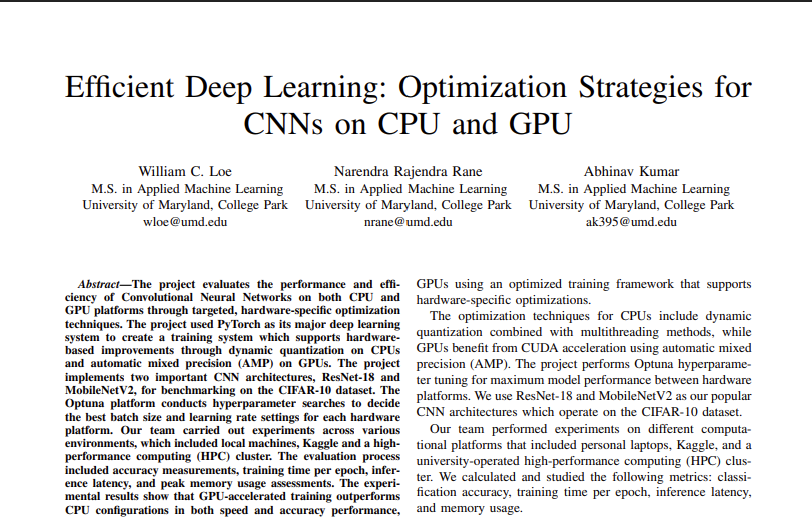 Efficient Deep Learning: Optimization Strategies for
CNNs on CPU and GPU
William C. Loe
M.S. in Applied Machine Learning
University of Maryland, College Park
wloe@umd.edu
Narendra Rajendra Rane
M.S. in Applied Machine Learning
University of Maryland, College Park
nrane@umd.edu
Abhinav Kumar
M.S. in Applied Machine Learning
University of Maryland, College Park
ak395@umd.edu
Abstract—The project evaluates the performance and effi-
ciency of Convolutional Neural Networks on both CPU and
GPU platforms through targeted, hardware-specific optimization
techniques. The project used PyTorch as its major deep learning
system to create a training system which supports hardware-
based improvements through dynamic quantization on CPUs
and automatic mixed precision (AMP) on GPUs. The project
implements two important CNN architectures, ResNet-18 and
MobileNetV2, for benchmarking on the CIFAR-10 dataset. The
Optuna platform conducts hyperparameter searches to decide
the best batch size and learning rate settings for each hardware
platform. Our team carried out experiments across various
environments, which included local machines, Kaggle and a high-
performance computing (HPC) cluster. The evaluation process
included accuracy measurements, training time per epoch, infer-
ence latency, and peak memory usage assessments. The experi-
mental results show that GPU-accelerated training outperforms
CPU configurations in both speed and accuracy performance,
GPUs using an optimized training framework that supports
hardware-specific optimizations.
The optimization techniques for CPUs include dynamic
quantization combined with multithreading methods, while
GPUs benefit from CUDA acceleration using automatic mixed
precision (AMP). The project performs Optuna hyperparame-
ter tuning for maximum model performance between hardware
platforms. We use ResNet-18 and MobileNetV2 as our popular
CNN architectures which operate on the CIFAR-10 dataset.
Our team performed experiments on different computa-
tional platforms that included personal laptops, Kaggle, and a
university-operated high-performance computing (HPC) clus-
ter. We calculated and studied the following metrics: classi-
fication accuracy, training time per epoch, inference latency,
and memory usage.